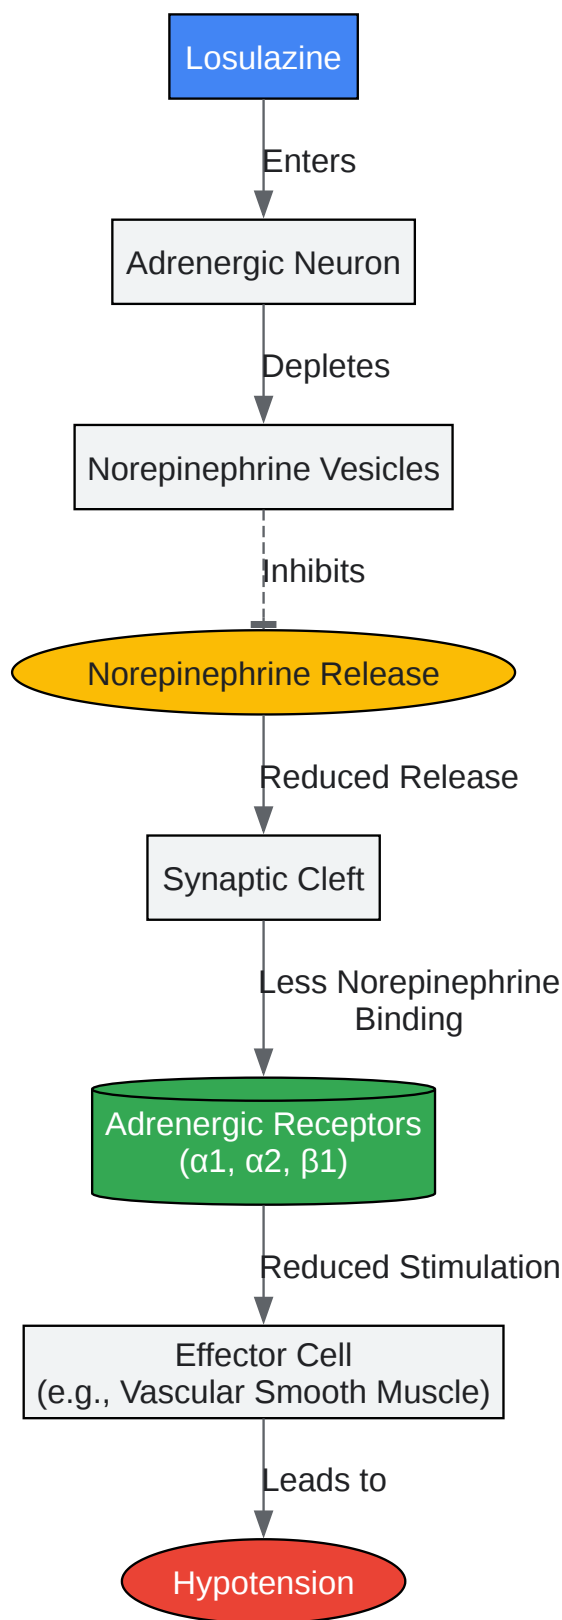 Losulazine
Enters
Adrenergic Neuron
Depletes
Norepinephrine Vesicles
Inhibits
Norepinephrine Release
Reduced Release
Synaptic Cleft
Less Norepinephrine
Binding
Adrenergic Receptors
(α1, α2, β1)
Reduced Stimulation
Effector Cell
(e.g., Vascular Smooth Muscle)
Leads to
Hypotension